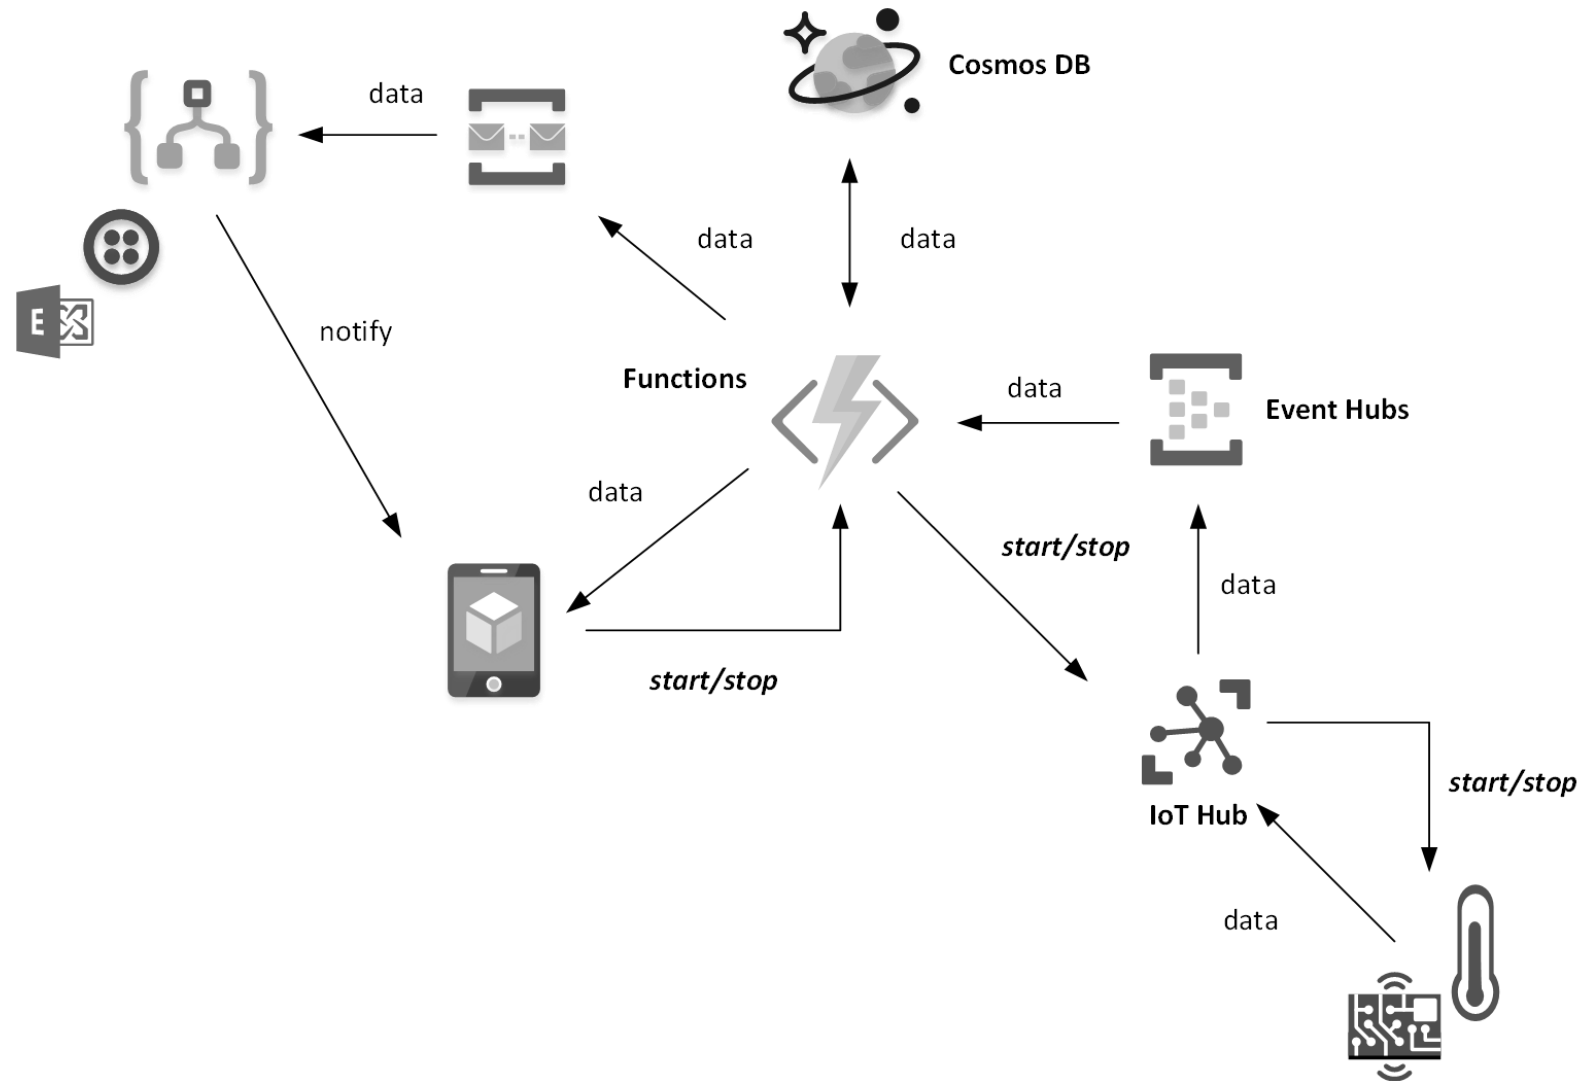 Cosmos DB
data
data
data
E
notify
Functions
data
Event Hubs
data
start/stop
data
start/stop
start/stop
IoT Hub
data